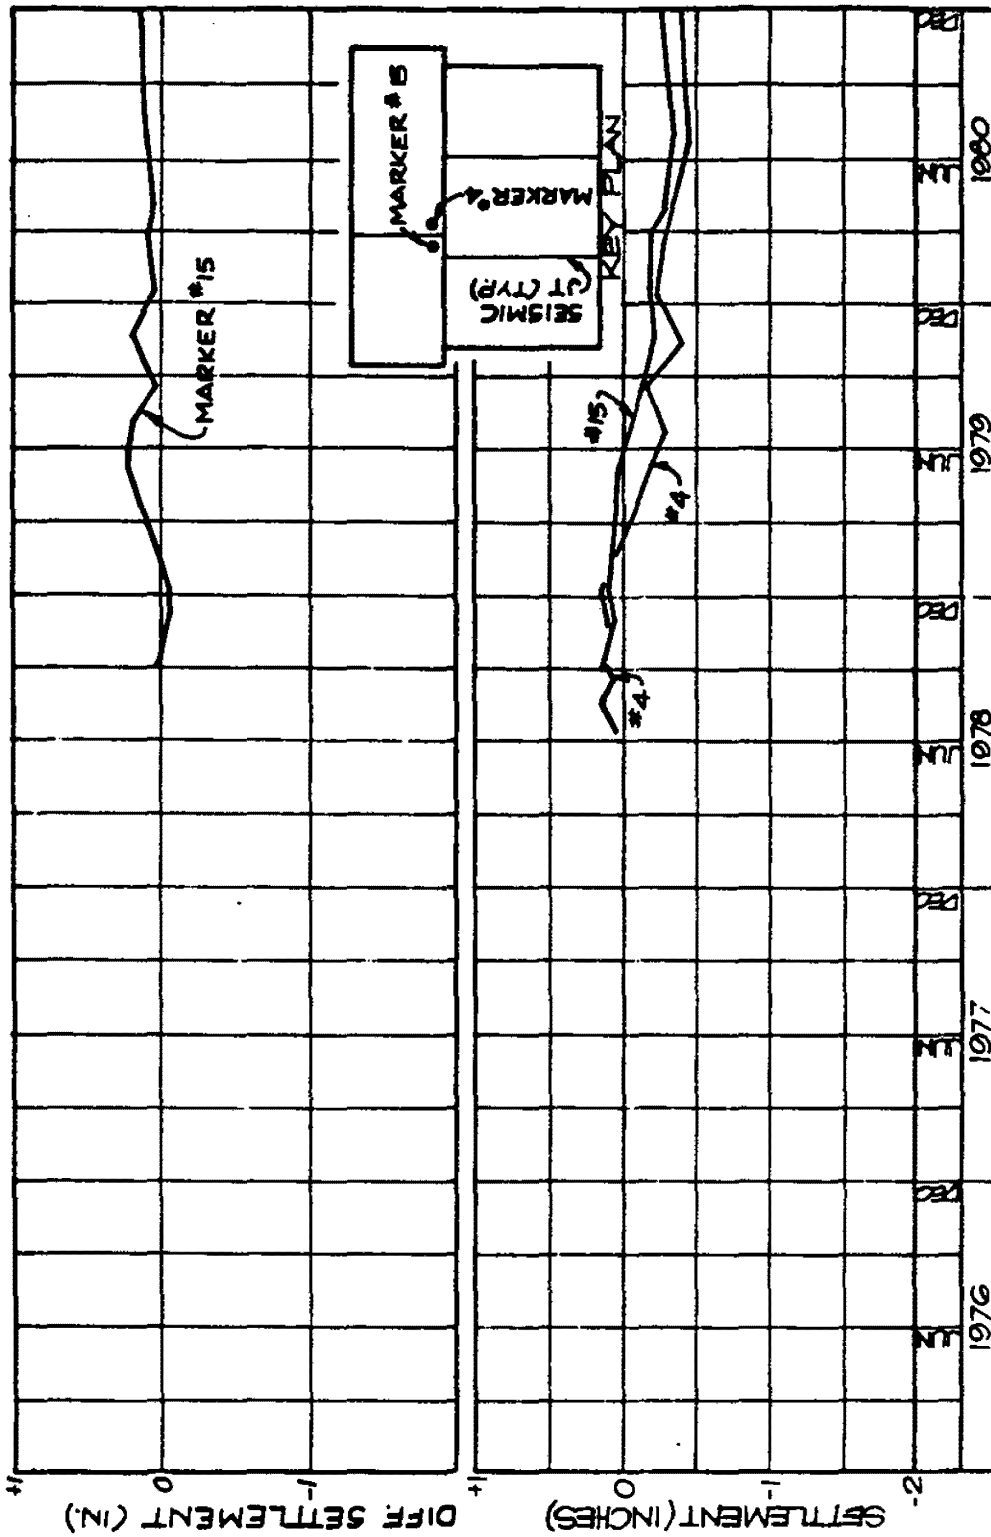 +1
0
-1
DIFF. SETTLEMENT (IN.)
MARKER #15
MARKER #15
MARKER #4
SEISMIC
JT (TYP.)
KEY PLAN
+1
0
-1
-2
SETTLEMENT (INCHES)
#4
#15
#4
JUN
DEC
JUN
DEC
JUN
DEC
JUN
DEC
JUN
DEC
1976
1977
1978
1979
1980